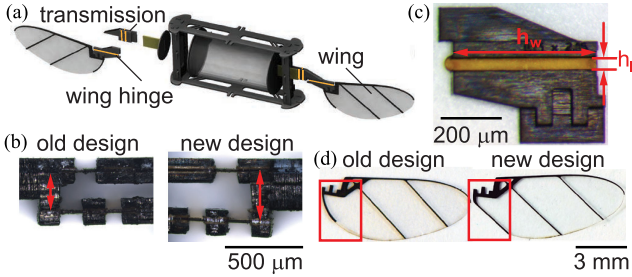 (a)
transmission
wing hinge
wing
(b)
old design
new design
500 μm
(c)
h_w
200 μm
(d)
old design
new design
3 mm